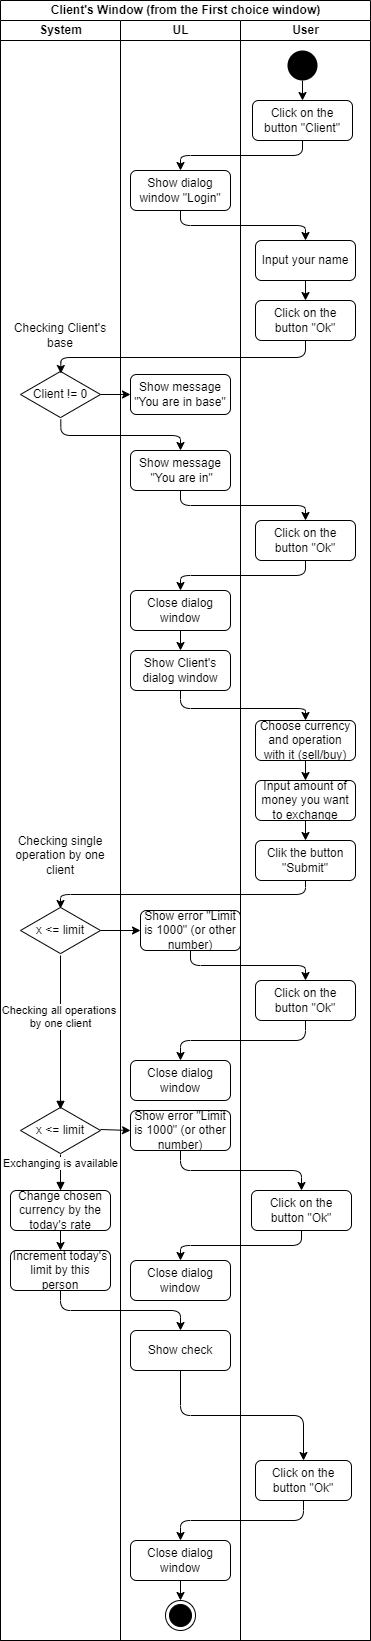 Client's Window (from the First choice window)
System
UL
User
Click on the
button "Client"
Show dialog
window "Login"
Input your name
Click on the
button "Ok"
Checking Client's
base
Client != 0
Show message
"You are in base"
Show message
"You are in"
Click on the
button "Ok"
Close dialog
window
Show Client's
dialog window
Choose currency
and operation
with it (sell/buy)
Input amount of
money you want
to exchange
Clik the button
"Submit"
Checking single
operation by one
client
x <= limit
Show error "Limit
is 1000" (or other
number)
Click on the
button "Ok"
Checking all operations
by one client
Close dialog
window
x <= limit
Show error "Limit
is 1000" (or other
number)
Exchanging is available
Change chosen
currency by the
today's rate
Click on the
button "Ok"
Increment today's
limit by this
person
Close dialog
window
Show check
Click on the
button "Ok"
Close dialog
window